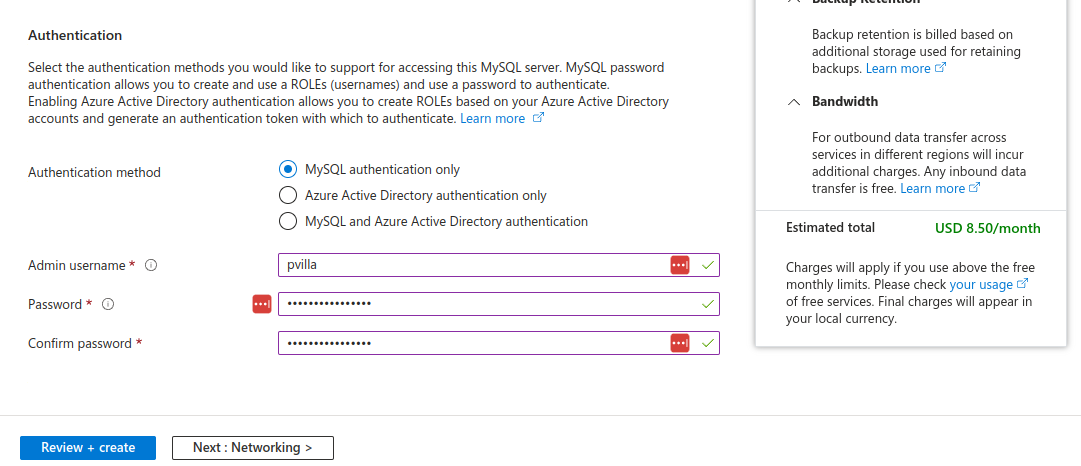 Authentication
Select the authentication methods you would like to support for accessing this MySQL server. MySQL password
authentication allows you to create and use a ROLEs (usernames) and use a password to authenticate.
Enabling Azure Active Directory authentication allows you to create ROLEs based on your Azure Active Directory
accounts and generate an authentication token with which to authenticate. Learn more
Authentication method
MySQL authentication only
Azure Active Directory authentication only
MySQL and Azure Active Directory authentication
Admin username *
pvilla
Password *
••••••••••••••••
Confirm password *
••••••••••••••••
Review + create
Next : Networking >
Backup Retention
Backup retention is billed based on
additional storage used for retaining
backups. Learn more
Bandwidth
For outbound data transfer across
services in different regions will incur
additional charges. Any inbound data
transfer is free. Learn more
Estimated total
USD 8.50/month
Charges will apply if you use above the free
monthly limits. Please check your usage
of free services. Final charges will appear in
your local currency.